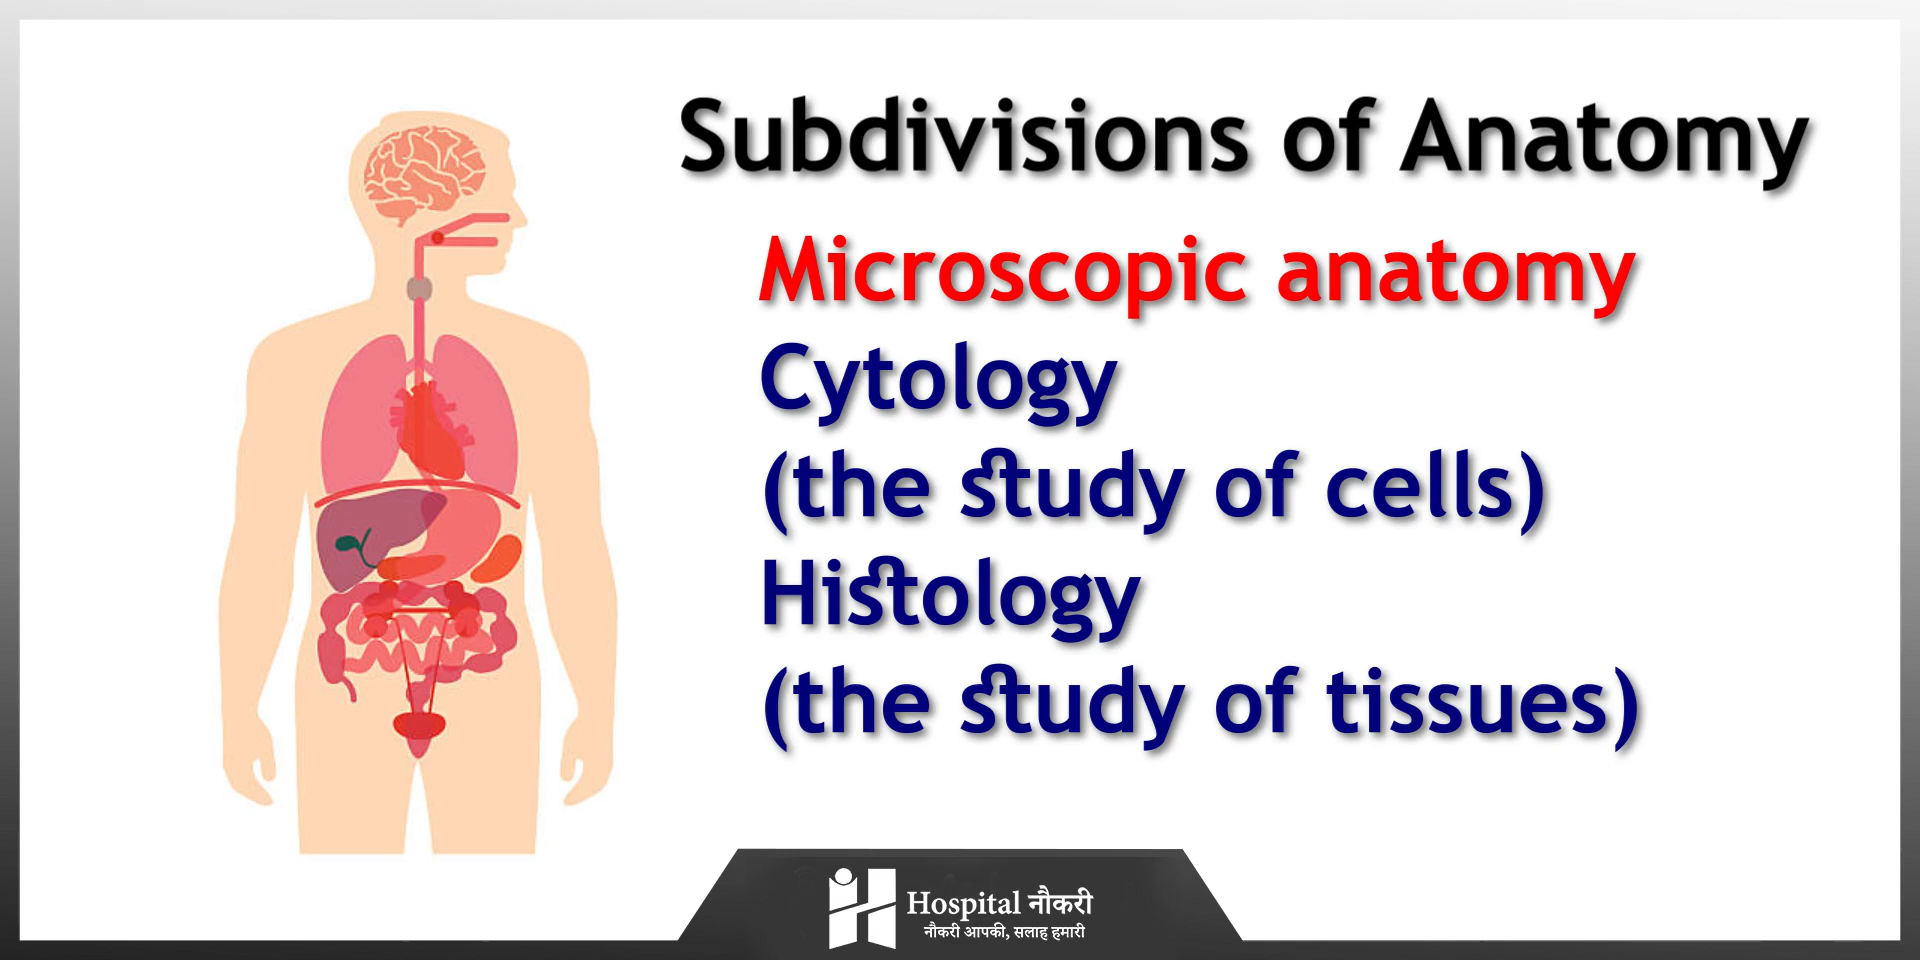 Subdivisions of Anatomy
Microscopic anatomy
Cytology
(the study of cells)
Histology
(the study of tissues)
Hospital नौकरी
नौकरी आपकी, सलाह हमारी